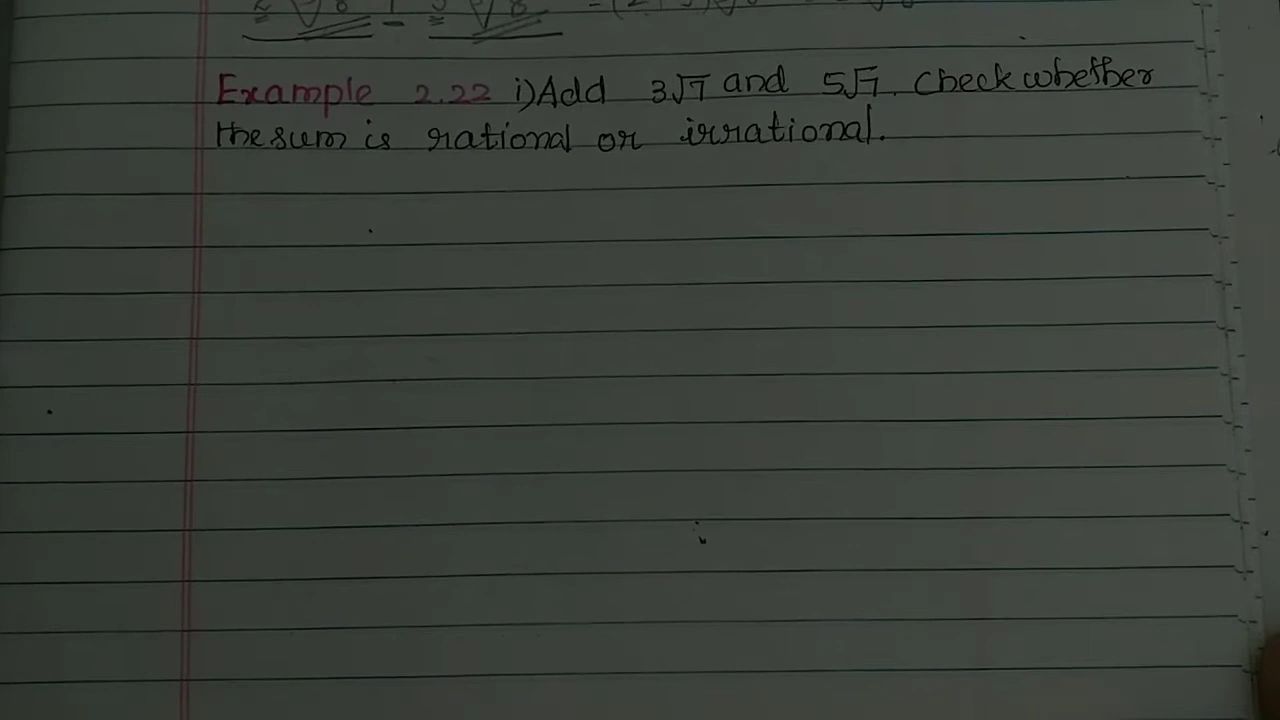 Example 2.22 i) Add 3√7 and 5√7. Check whether
the sum is rational or irrational.